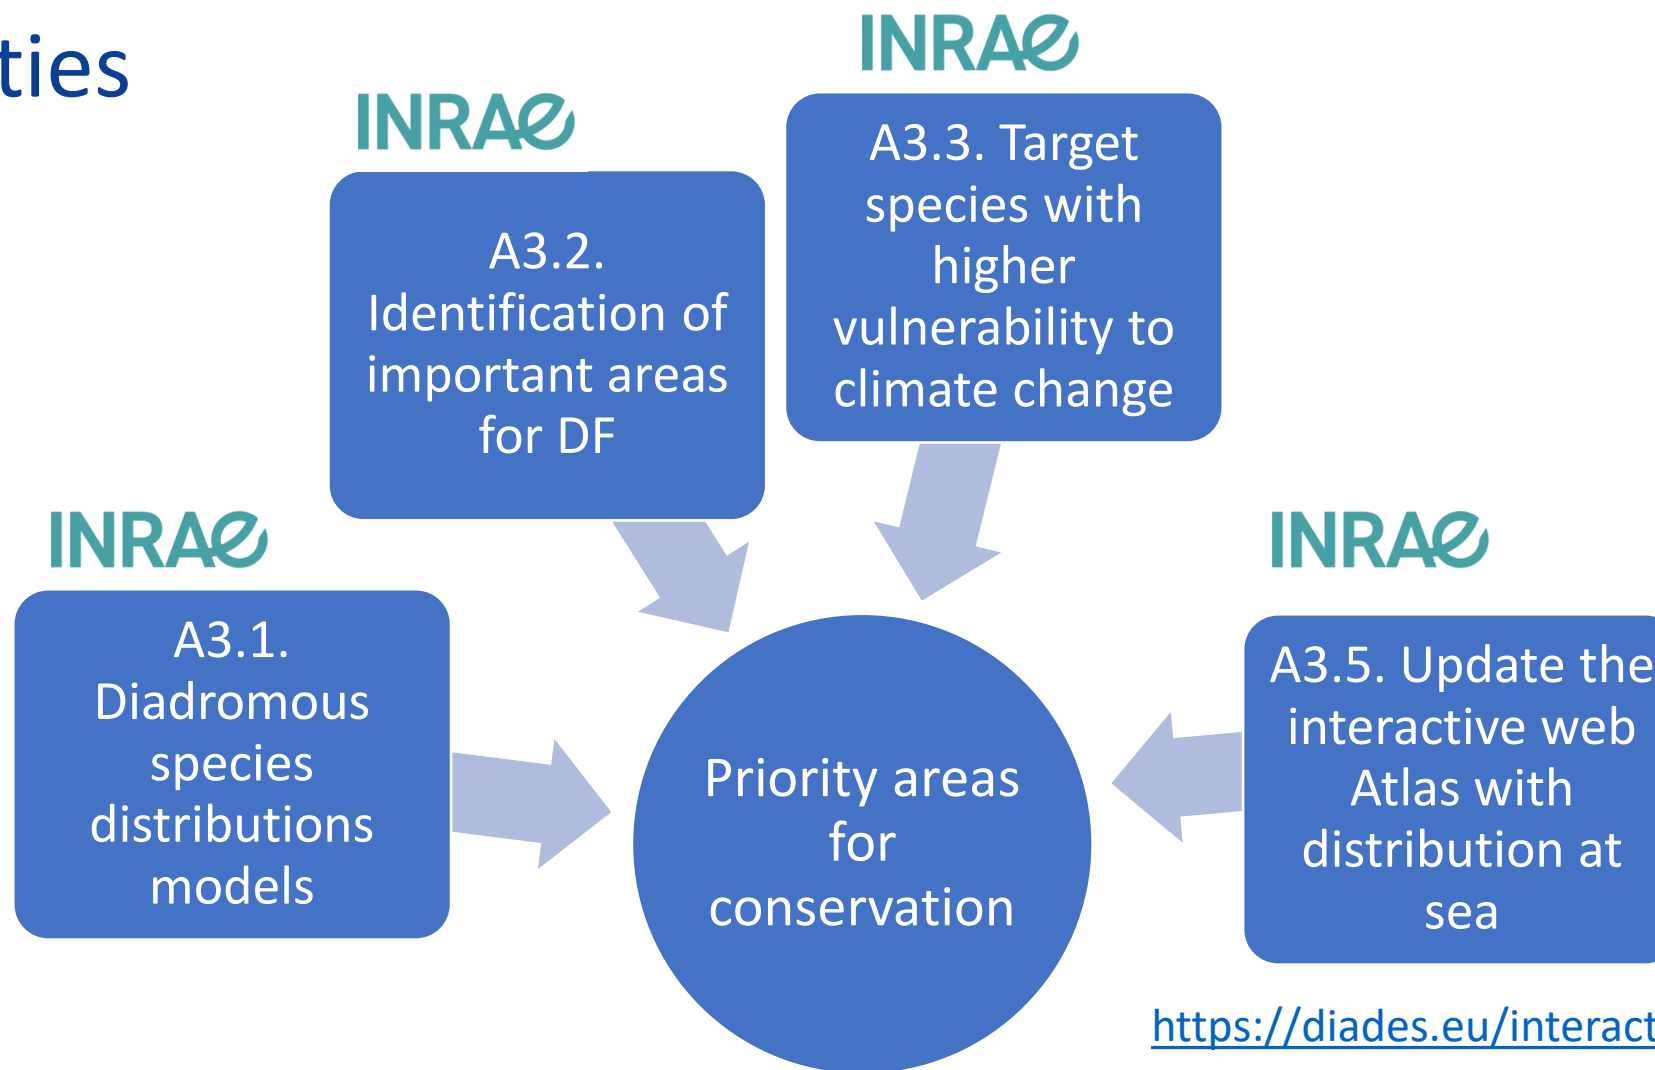 ties
INRAE
INRAE
A3.3. Target
species with
higher
vulnerability to
climate change
A3.2.
Identification of
important areas
for DF
INRAE
A3.1.
Diadromous
species
distributions
models
INRAE
A3.5. Update the
interactive web
Atlas with
distribution at
sea
Priority areas
for
conservation
https://diades.eu/interact